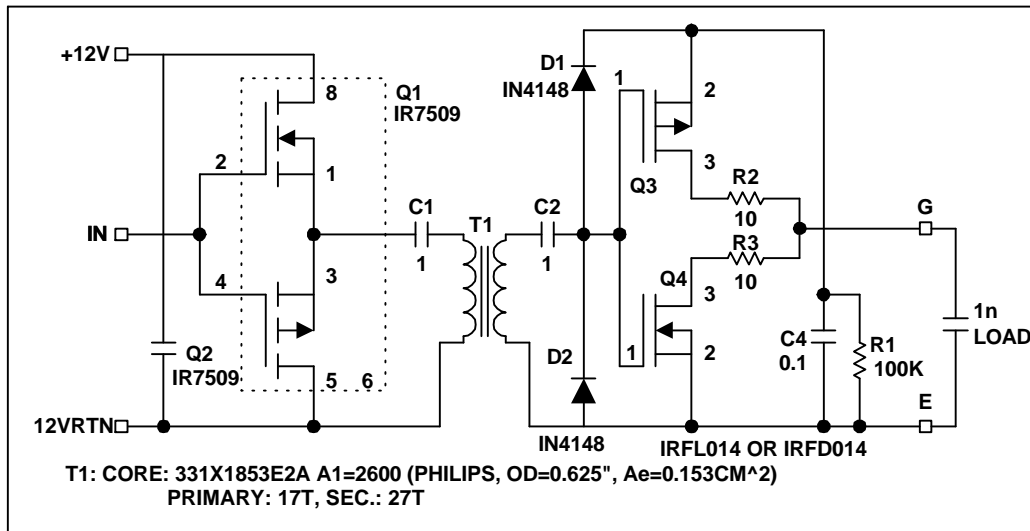 +12V
D1
IN4148
1
2
8
Q1
IR7509
2
1
3
Q3
R2
10
C1
C2
T1
G
IN
1
1
R3
10
4
3
Q4
3
1n
LOAD
Q2
IR7509
D2
1
2
C4
0.1
R1
100K
5
6
E
12VRTN
IN4148
IRFL014 OR IRFD014
T1: CORE: 331X1853E2A A1=2600 (PHILIPS, OD=0.625", Ae=0.153CM^2)
PRIMARY: 17T, SEC.: 27T